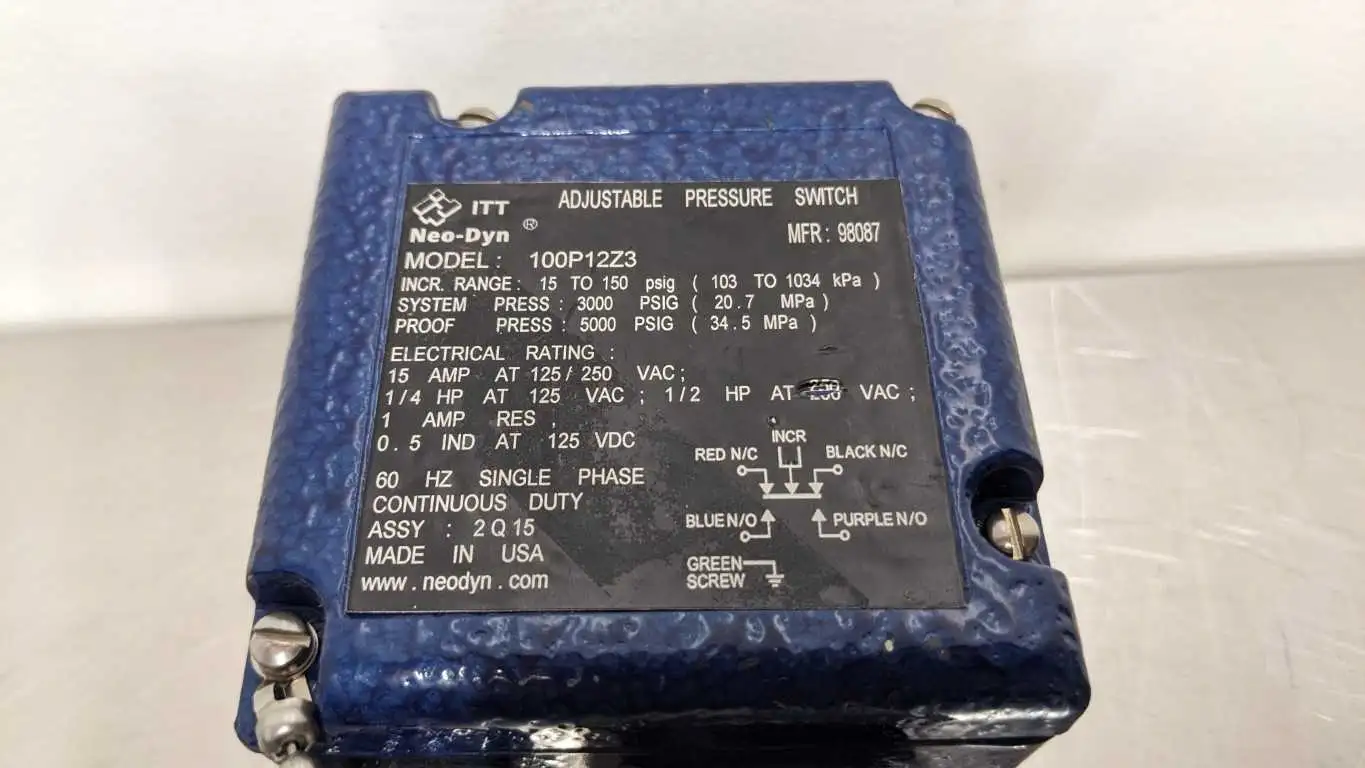 ITT
Neo-Dyn ®
ADJUSTABLE PRESSURE SWITCH
MFR: 98087
MODEL: 100P12Z3
INCR. RANGE: 15 TO 150 psig ( 103 TO 1034 kPa )
SYSTEM PRESS: 3000 PSIG ( 20.7 MPa )
PROOF PRESS: 5000 PSIG ( 34.5 MPa )
ELECTRICAL RATING :
15 AMP AT 125/ 250 VAC;
1/4 HP AT 125 VAC ; 1/2 HP AT VAC ;
1 AMP RES ;
0.5 IND AT 125 VDC
60 HZ SINGLE PHASE
CONTINUOUS DUTY
ASSY : 2Q15
MADE IN USA
www.neodyn.com
INCR
RED N/C
BLACK N/C
BLUE N/O
PURPLE N/O
GREEN
SCREW